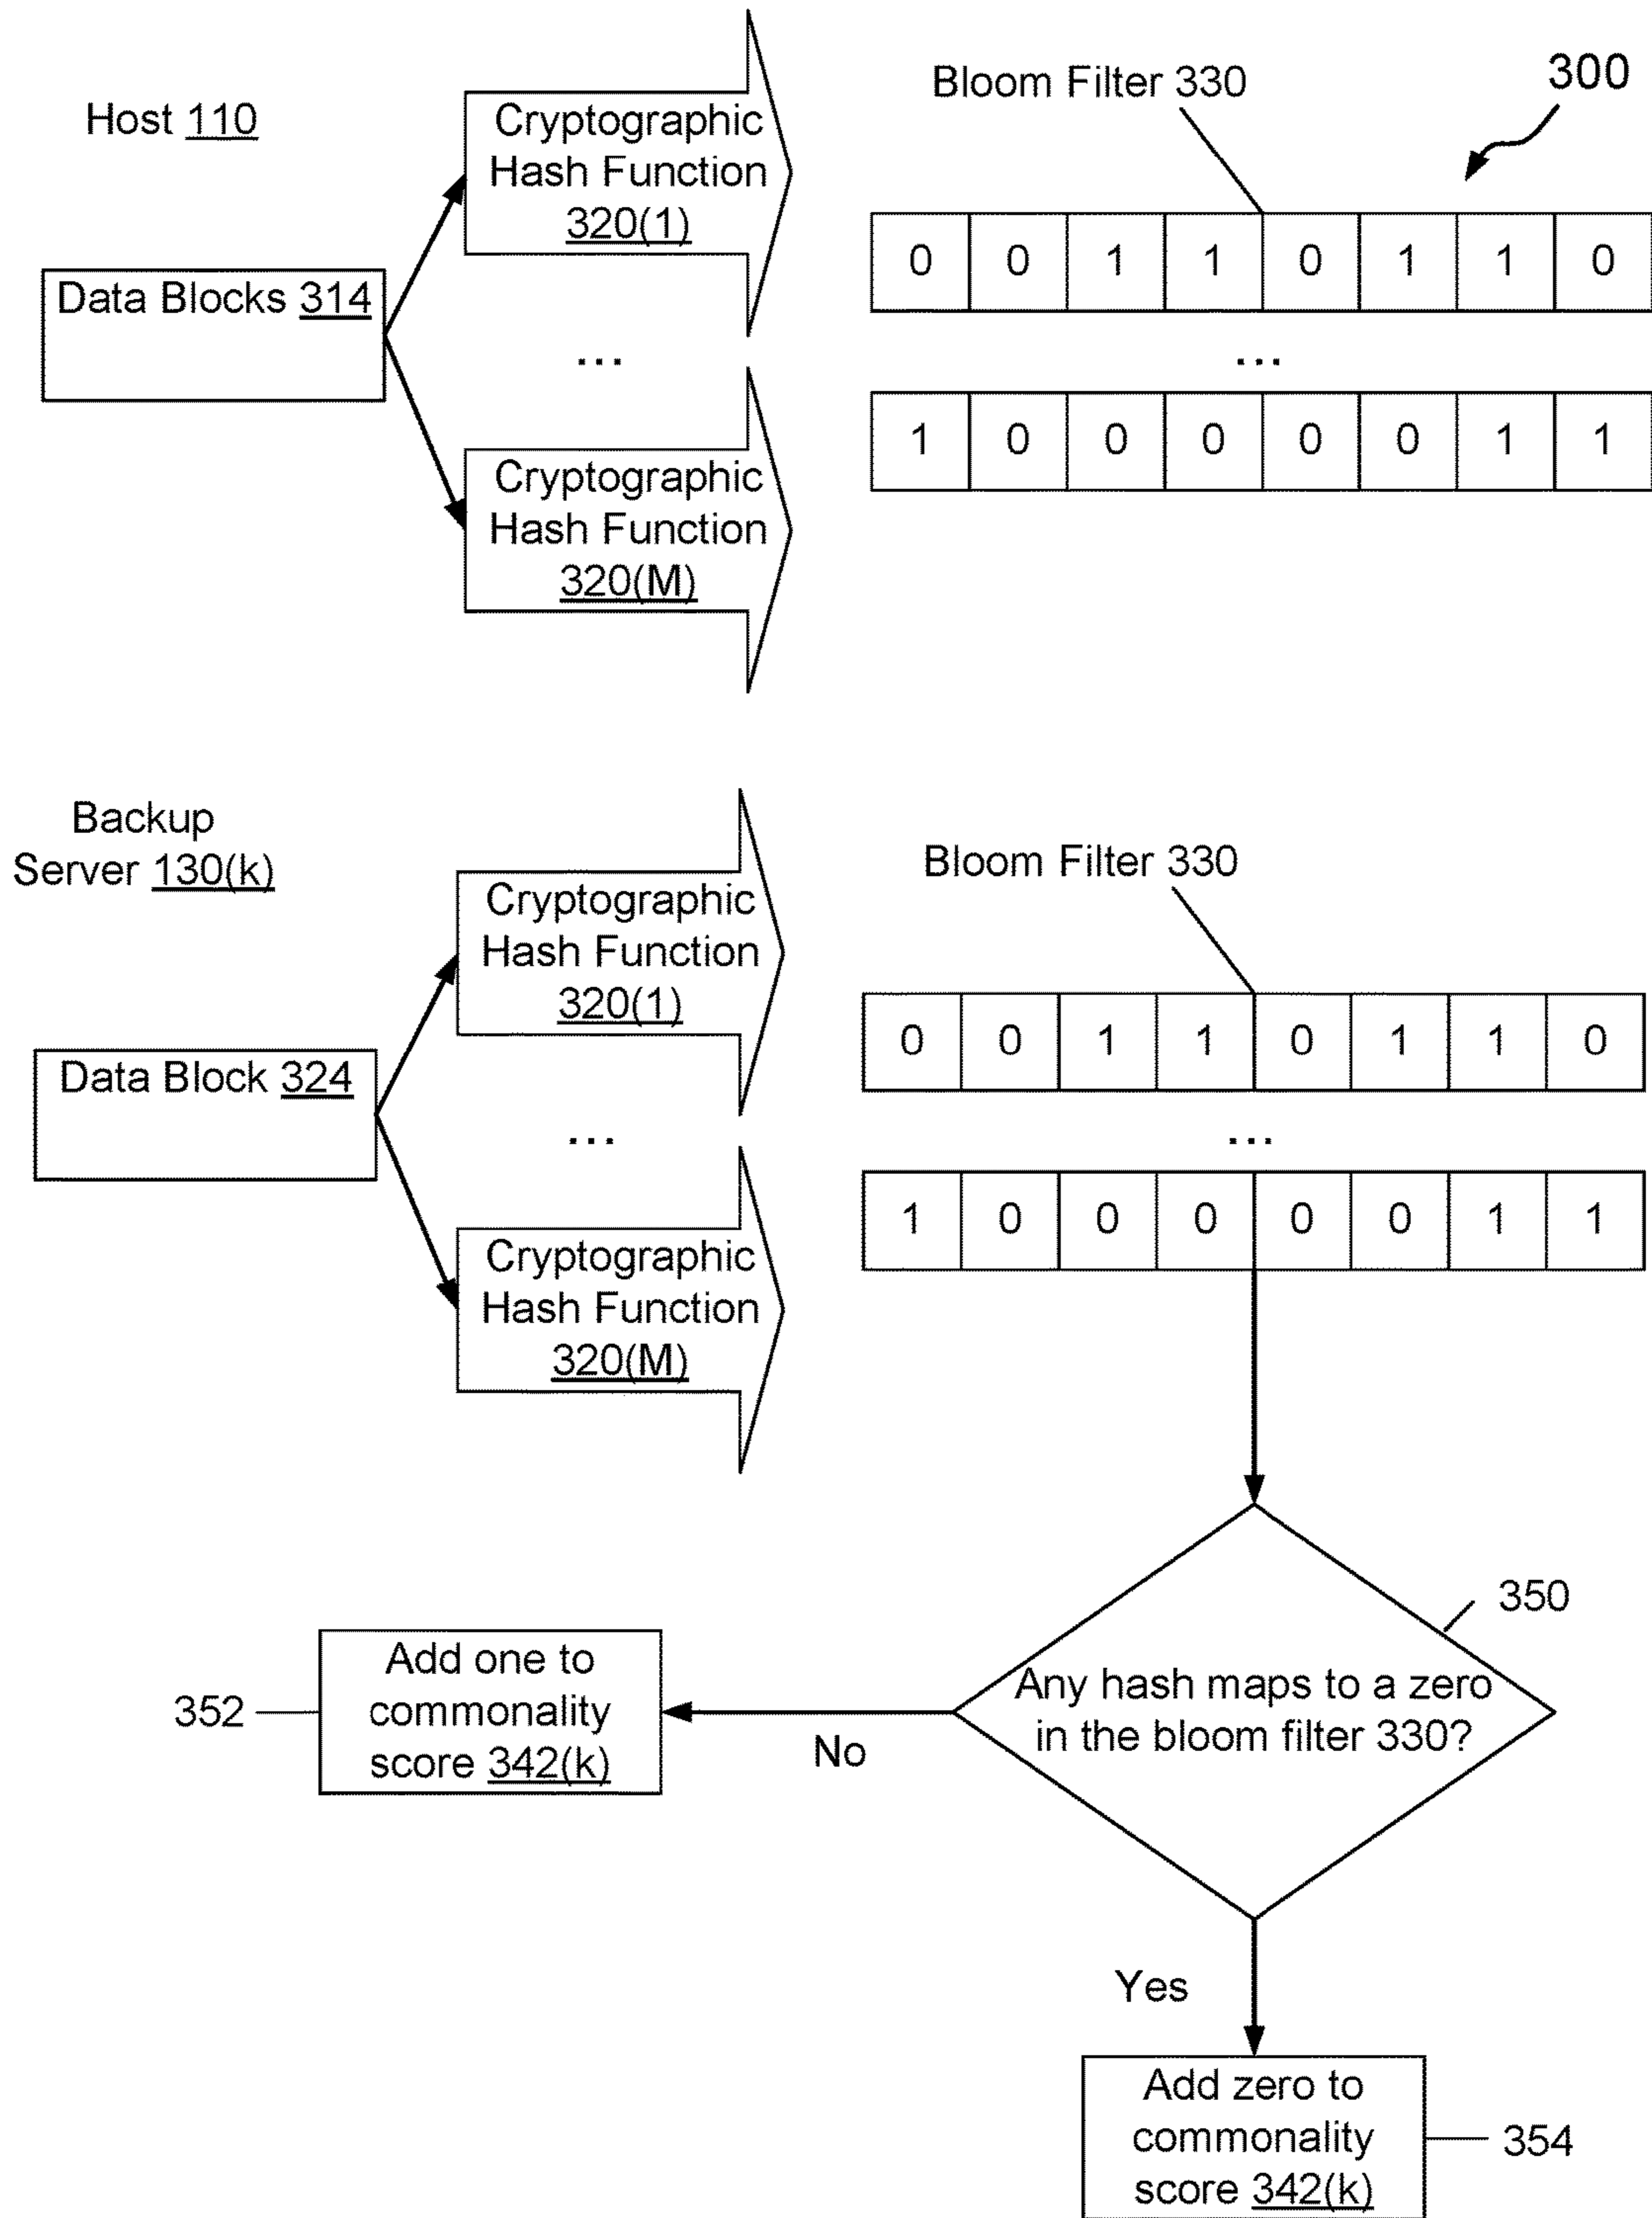 300
Bloom Filter 330
Host 110
Cryptographic
Hash Function
320(1)
0 0 1 1 0 1 1 0
Data Blocks 314
...
...
1 0 0 0 0 0 1 1
Cryptographic
Hash Function
320(M)
Backup
Server 130(k)
Bloom Filter 330
Cryptographic
Hash Function
320(1)
0 0 1 1 0 1 1 0
Data Block 324
...
...
1 0 0 0 0 0 1 1
Cryptographic
Hash Function
320(M)
350
Any hash maps to a zero
in the bloom filter 330?
No
Add one to
commonality
score 342(k)
352
Yes
Add zero to
commonality
score 342(k)
354